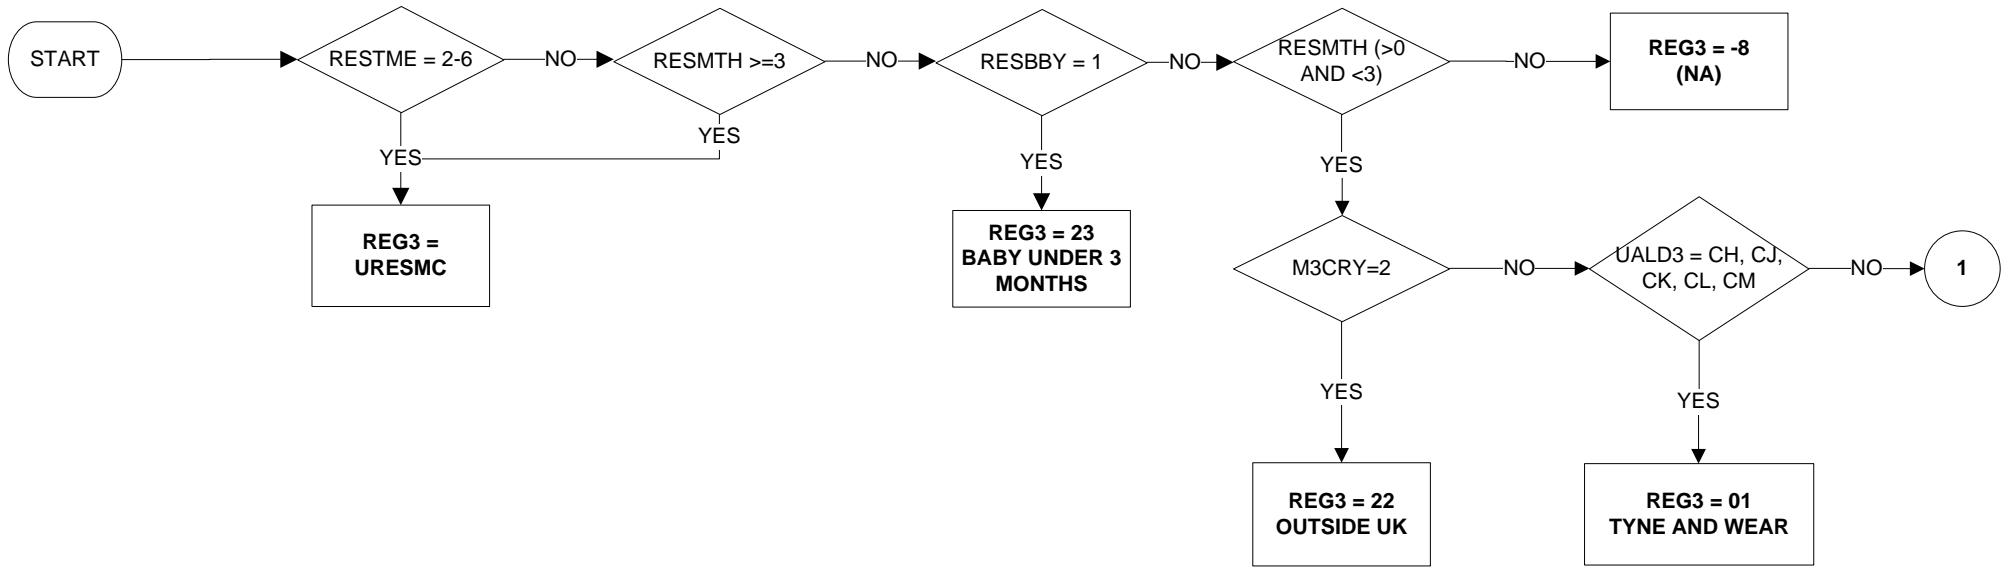 START
RESTME = 2-6
NO
RESMTH >=3
NO
RESBBY = 1
NO
RESMTH (>0
AND <3)
NO
REG3 = -8
(NA)
YES
YES
YES
YES
REG3 =
URESMC
REG3 = 23
BABY UNDER 3
MONTHS
M3CRY=2
NO
UALD3 = CH, CJ,
CK, CL, CM
NO
1
YES
YES
REG3 = 22
OUTSIDE UK
REG3 = 01
TYNE AND WEAR